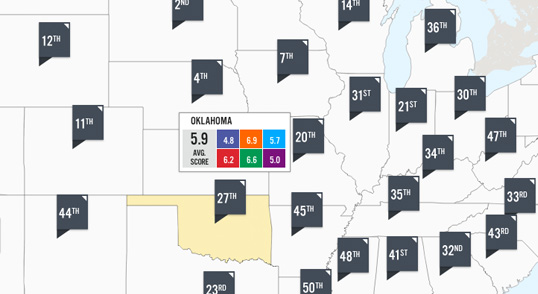 2ND
14TH
36TH
12TH
7TH
4TH
31ST
21ST
30TH
11TH
OKLAHOMA
5.9 4.8 6.9 5.7
AVG.
SCORE 6.2 6.6 5.0
20TH
47TH
34TH
27TH
35TH
33RD
44TH
45TH
43RD
48TH
41ST
32ND
23RD
50TH